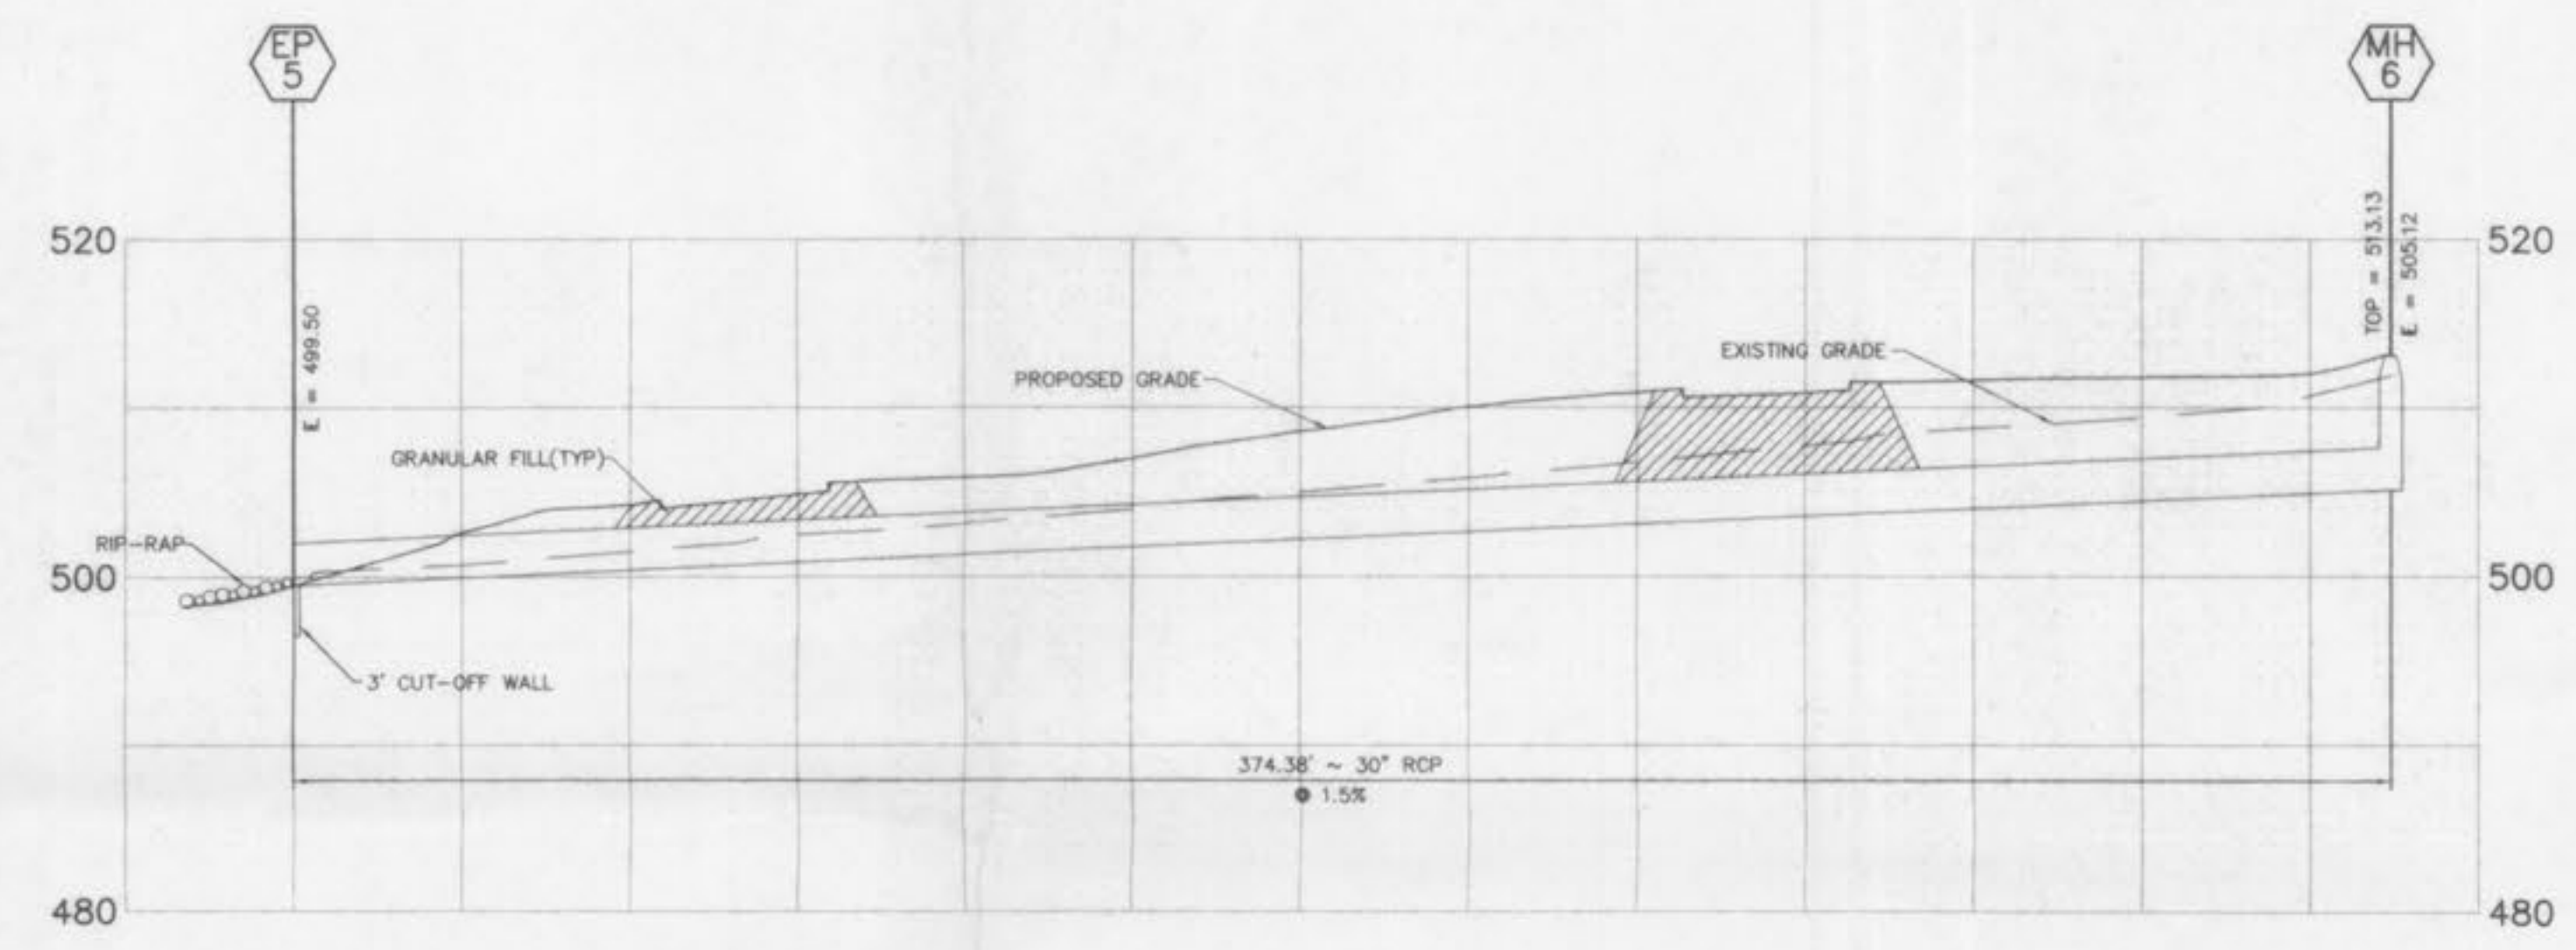 EP
5
MH
6
520
520
TOP = 513.13
E = 505.12
E = 499.50
EXISTING GRADE
PROPOSED GRADE
GRANULAR FILL(TYP)
RIP-RAP
500
500
3' CUT-OFF WALL
374.38' ~ 30" RCP
@ 1.5%
480
480